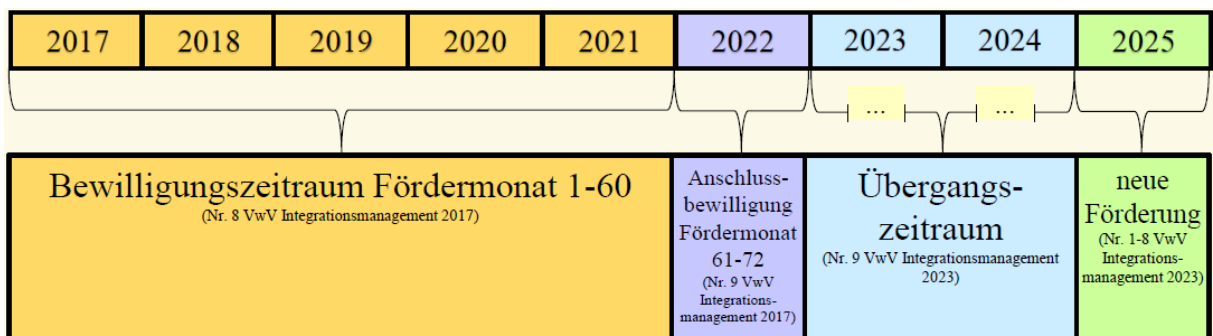 2017 2018 2019 2020 2021 2022 2023 2024 2025
... ...
Bewilligungszeitraum Fördermonat 1-60
(Nr. 8 VwV Integrationsmanagement 2017)
Anschluss-
bewilligung
Fördermonat
61-72
(Nr. 9 VwV
Integrations-
management 2017)
Übergangs-
zeitraum
(Nr. 9 VwV Integrationsmanagement
2023)
neue
Förderung
(Nr. 1-8 VwV
Integrations-
management 2023)